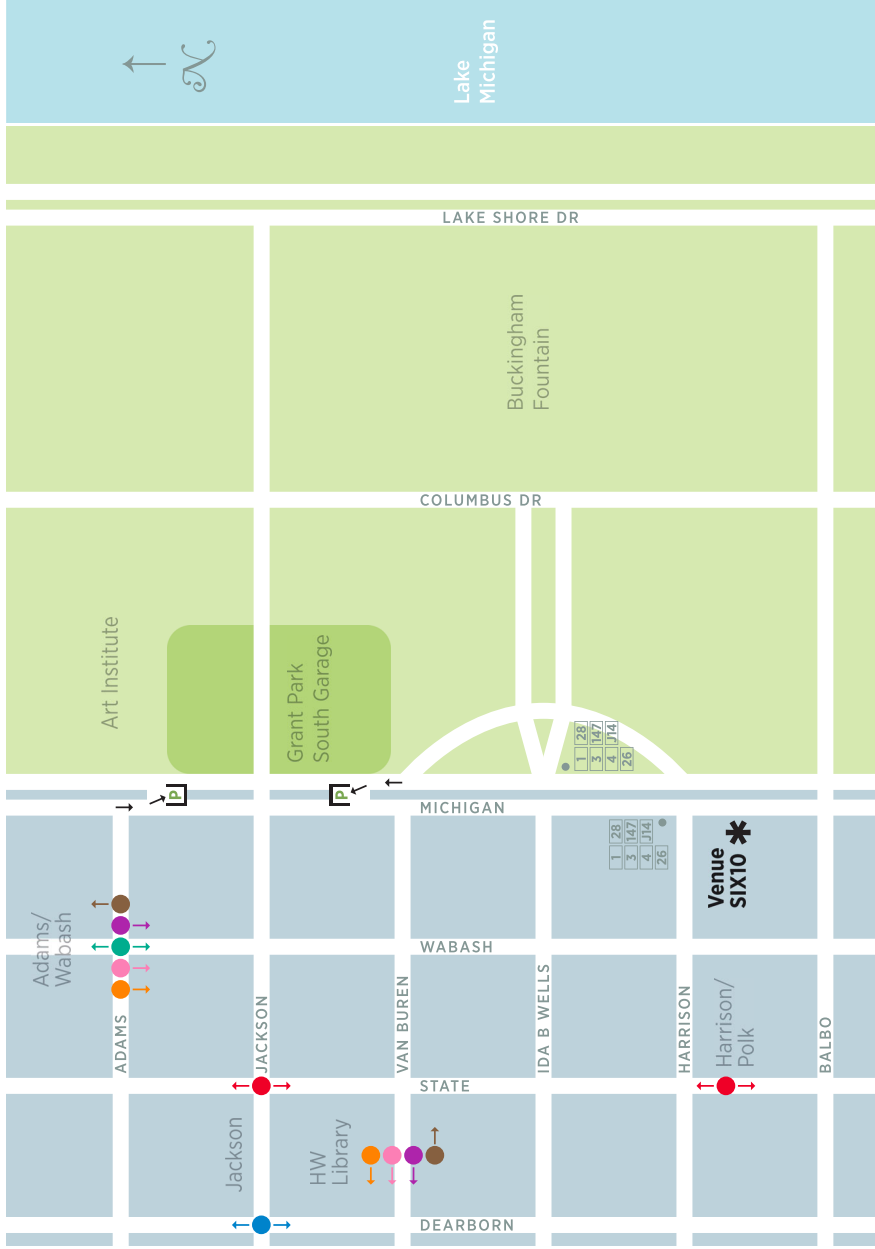 N
Lake
Michigan
LAKE SHORE DR
Buckingham
Fountain
COLUMBUS DR
Art Institute
Grant Park
South Garage
1 28
3 147
4 J14
26
P
P
MICHIGAN
1 28
3 147
4 J14
26
Venue
SIX10 *
Adams/
Wabash
WABASH
ADAMS
JACKSON
VAN BUREN
IDA B WELLS
HARRISON
Harrison/
Polk
BALBO
STATE
Jackson
HW
Library
DEARBORN